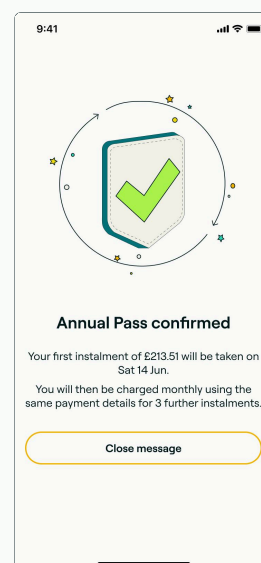 9:41
Annual Pass confirmed
Your first instalment of £213.51 will be taken on
Sat 14 Jun.
You will then be charged monthly using the
same payment details for 3 further instalments.
Close message